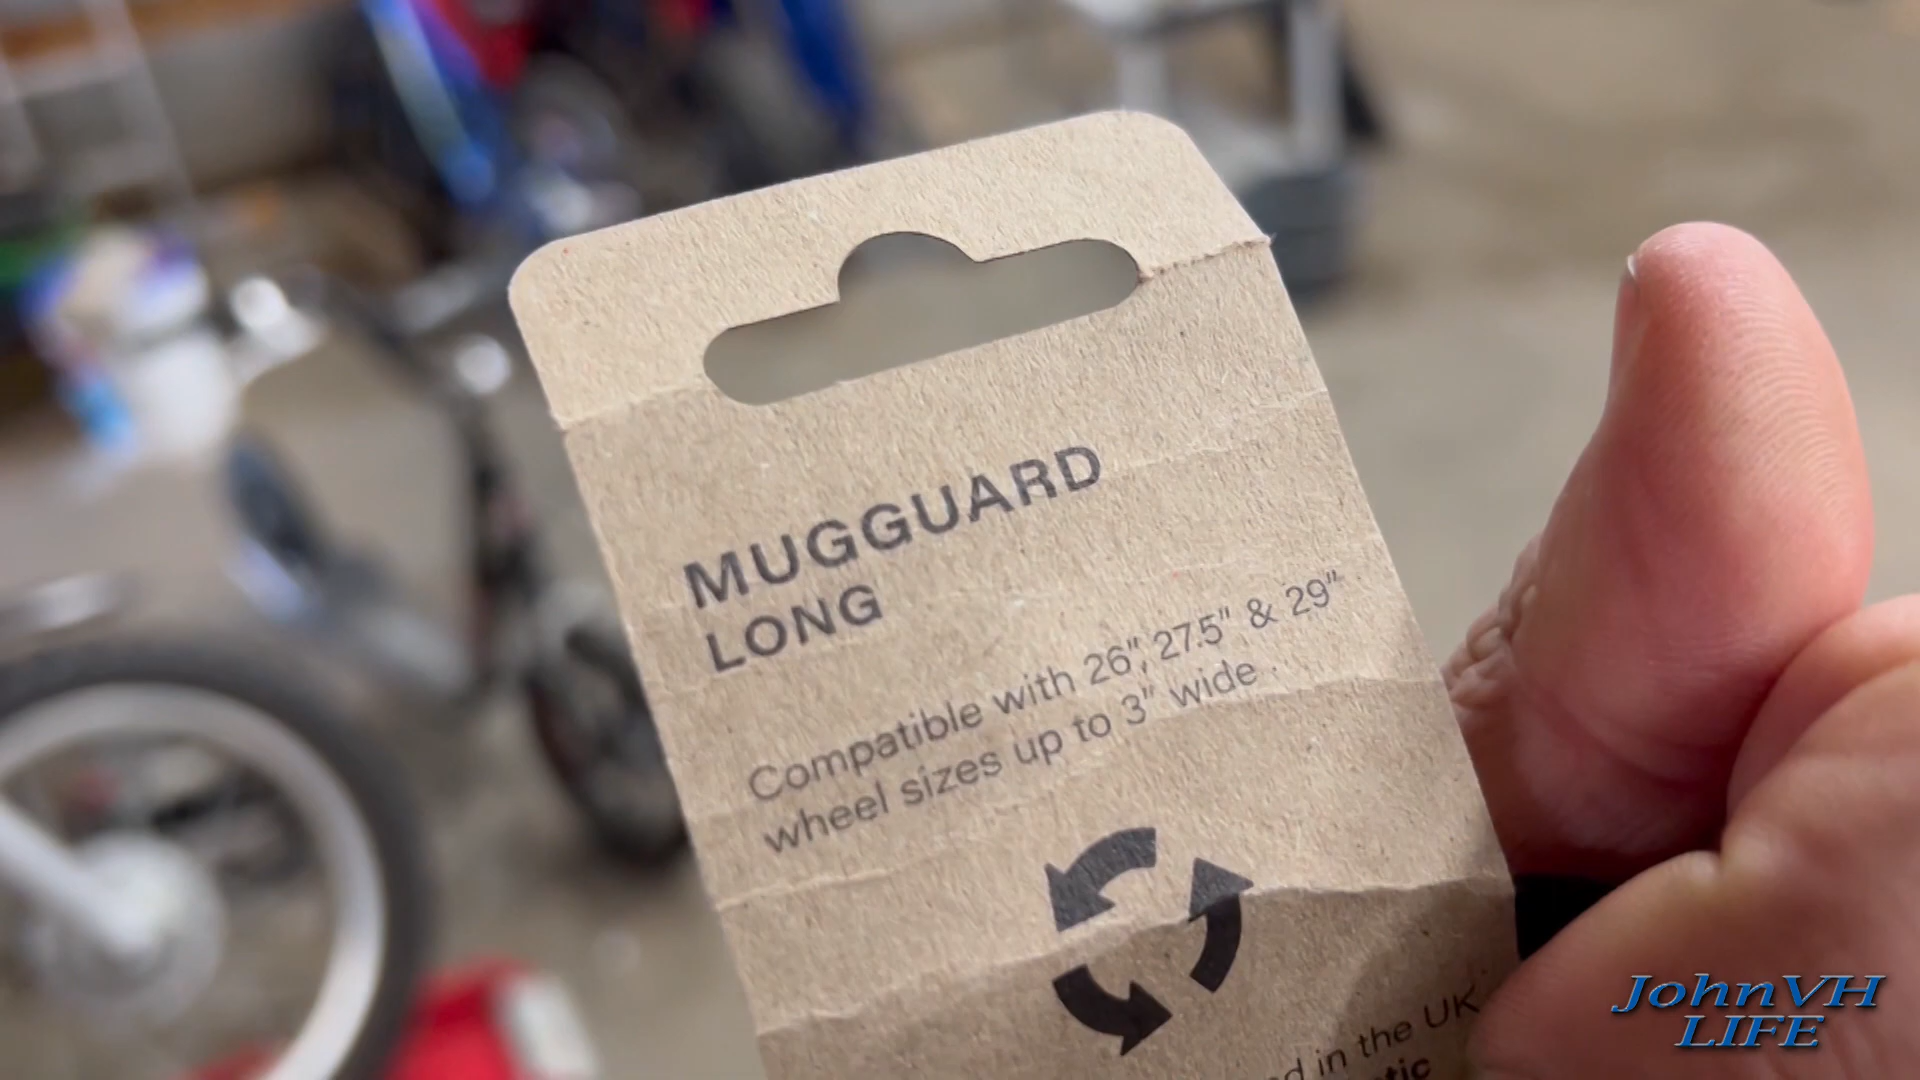 MUGGUARD
LONG
Compatible with 26", 27.5" & 29"
wheel sizes up to 3" wide
in the UK
JohnVH
LIFE